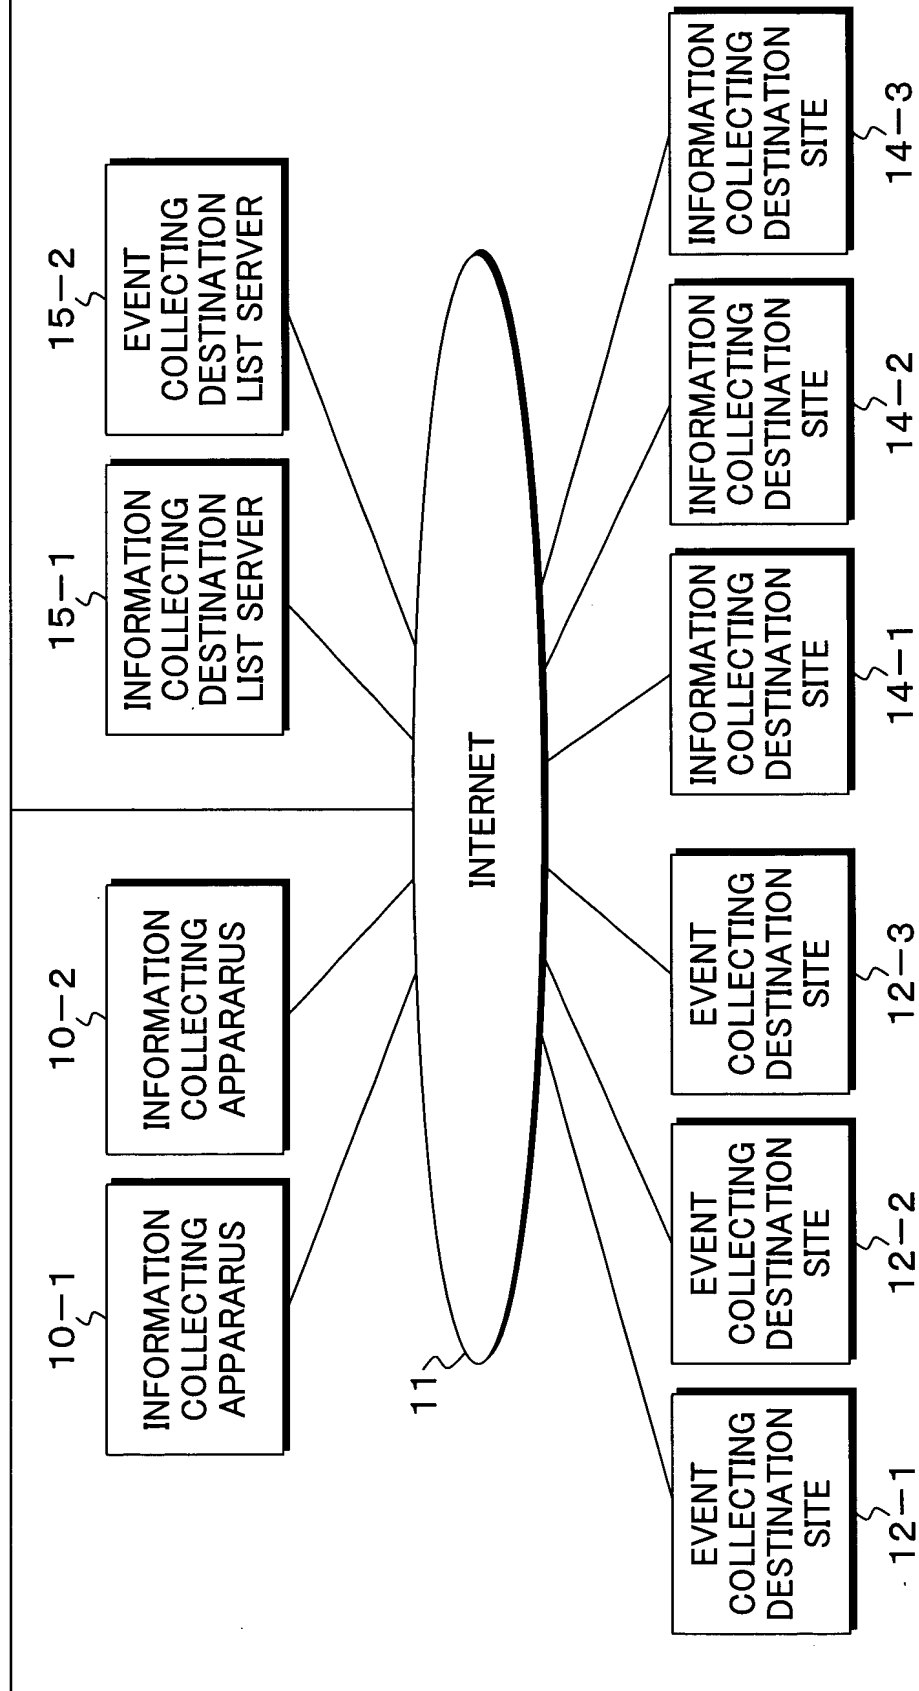 10-1
INFORMATION
COLLECTING
APPARARUS
10-2
INFORMATION
COLLECTING
APPARARUS
15-1
INFORMATION
COLLECTING
DESTINATION
LIST SERVER
15-2
EVENT
COLLECTING
DESTINATION
LIST SERVER
11
INTERNET
EVENT
COLLECTING
DESTINATION
SITE
12-1
EVENT
COLLECTING
DESTINATION
SITE
12-2
EVENT
COLLECTING
DESTINATION
SITE
12-3
INFORMATION
COLLECTING
DESTINATION
SITE
14-1
INFORMATION
COLLECTING
DESTINATION
SITE
14-2
INFORMATION
COLLECTING
DESTINATION
SITE
14-3